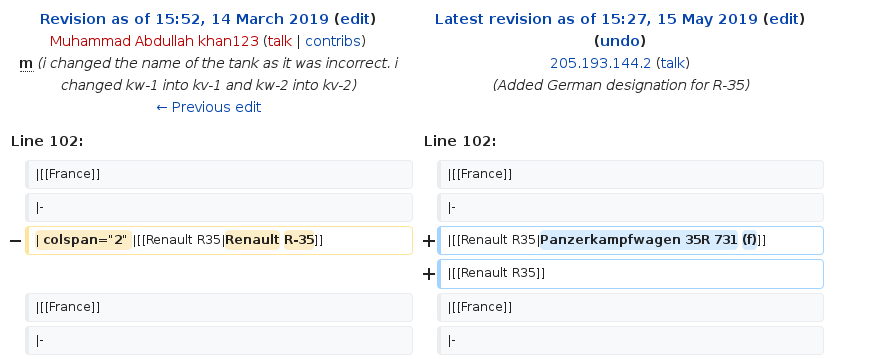 Revision as of 15:52, 14 March 2019 (edit)
Muhammad Abdullah khan123 (talk | contribs)
m (i changed the name of the tank as it was incorrect. i
changed kw-1 into kv-1 and kw-2 into kv-2)
← Previous edit
Latest revision as of 15:27, 15 May 2019 (edit)
(undo)
205.193.144.2 (talk)
(Added German designation for R-35)
Line 102:
Line 102:
|[[France]]
|[[France]]
|-
|-
− | colspan="2" |[[Renault R35|Renault R-35]]
+ |[[Renault R35|Panzerkampfwagen 35R 731 (f)]]
+ |[[Renault R35]]
|[[France]]
|[[France]]
|-
|-